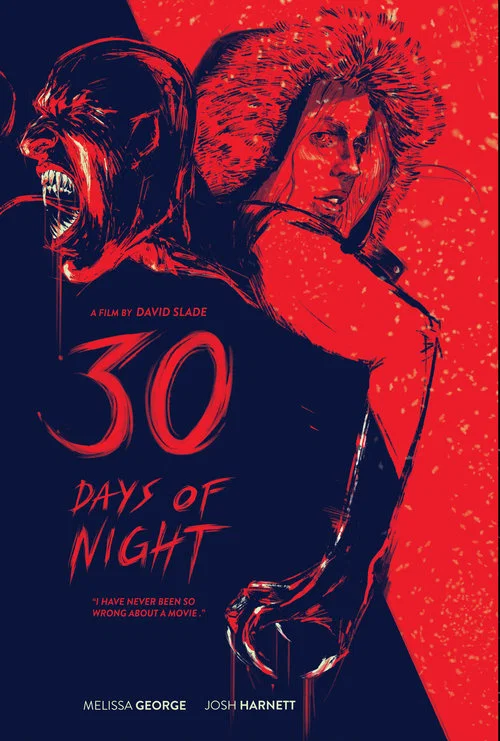 A FILM BY DAVID SLADE
30
DAYS OF
NIGHT
"I HAVE NEVER BEEN SO
WRONG ABOUT A MOVIE."
MELISSA GEORGE JOSH HARNETT